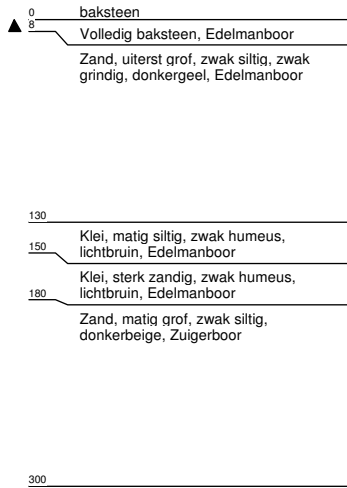 0 baksteen
8 Volledig baksteen, Edelmanboor
Zand, uiterst grof, zwak siltig, zwak
grindig, donkergeel, Edelmanboor
130
Klei, matig siltig, zwak humeus,
150 lichtbruin, Edelmanboor
Klei, sterk zandig, zwak humeus,
180 lichtbruin, Edelmanboor
Zand, matig grof, zwak siltig,
donkerbeige, Zuigerboor
300